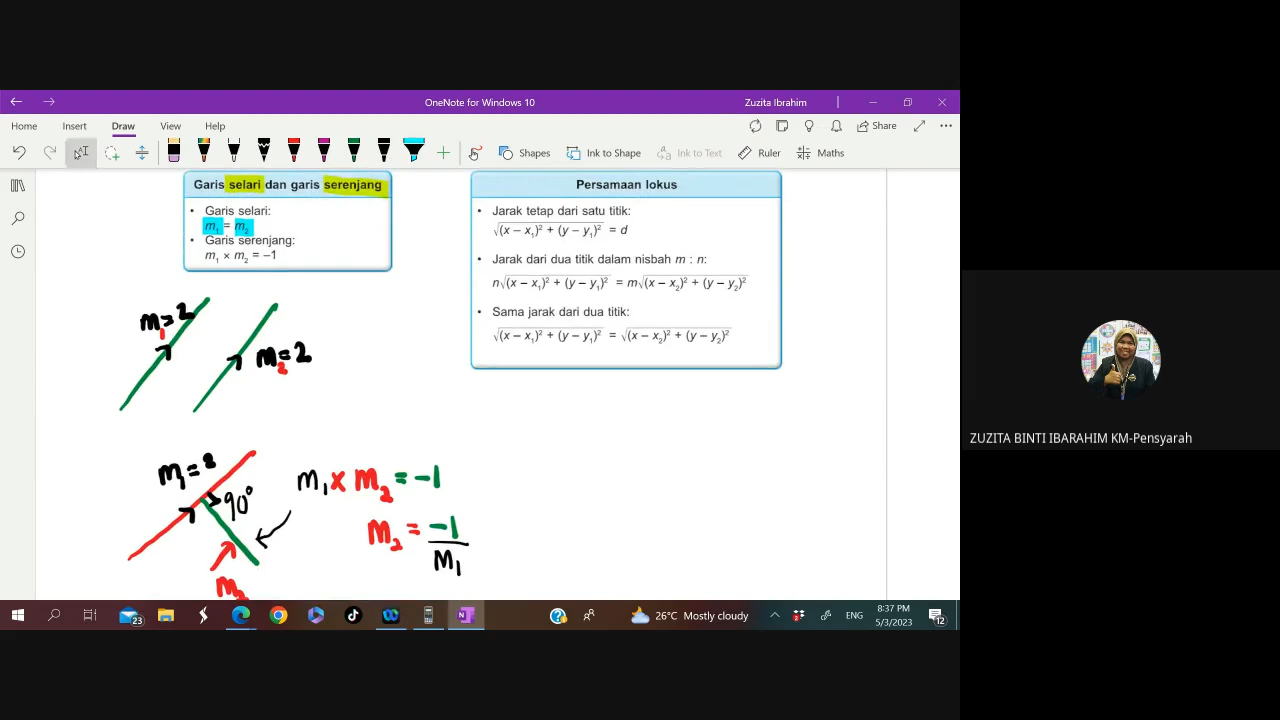 OneNote for Windows 10
Zuzita Ibrahim
Home Insert Draw View Help
Share
Shapes Ink to Shape Ink to Text Ruler Maths
Garis selari dan garis serenjang
• Garis selari:
m₁ = m₂
• Garis serenjang:
m₁ × m₂ = –1
Persamaan lokus
• Jarak tetap dari satu titik:
√(x – x₁)² + (y – y₁)² = d
• Jarak dari dua titik dalam nisbah m : n:
n√(x – x₁)² + (y – y₁)² = m√(x – x₂)² + (y – y₂)²
• Sama jarak dari dua titik:
√(x – x₁)² + (y – y₁)² = √(x – x₂)² + (y – y₂)²
m₁ = 2
m₂ = 2
m₁ = 2
90°
m₁ × m₂ = -1
m₂ = -1
m₁
m₂
ZUZITA BINTI IBARAHIM KM-Pensyarah
23
26°C Mostly cloudy
2
ENG
8:37 PM
5/3/2023
12